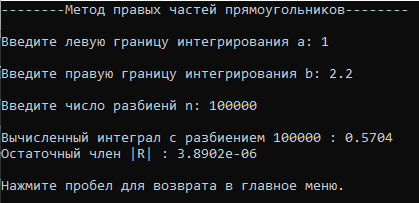 --------Метод правых частей прямоугольников--------
Введите левую границу интегрирования a: 1
Введите правую границу интегрирования b: 2.2
Введите число разбиенй n: 100000
Вычисленный интеграл с разбиением 100000 : 0.5704
Остаточный член |R| : 3.8902e-06
Нажмите пробел для возврата в главное меню.